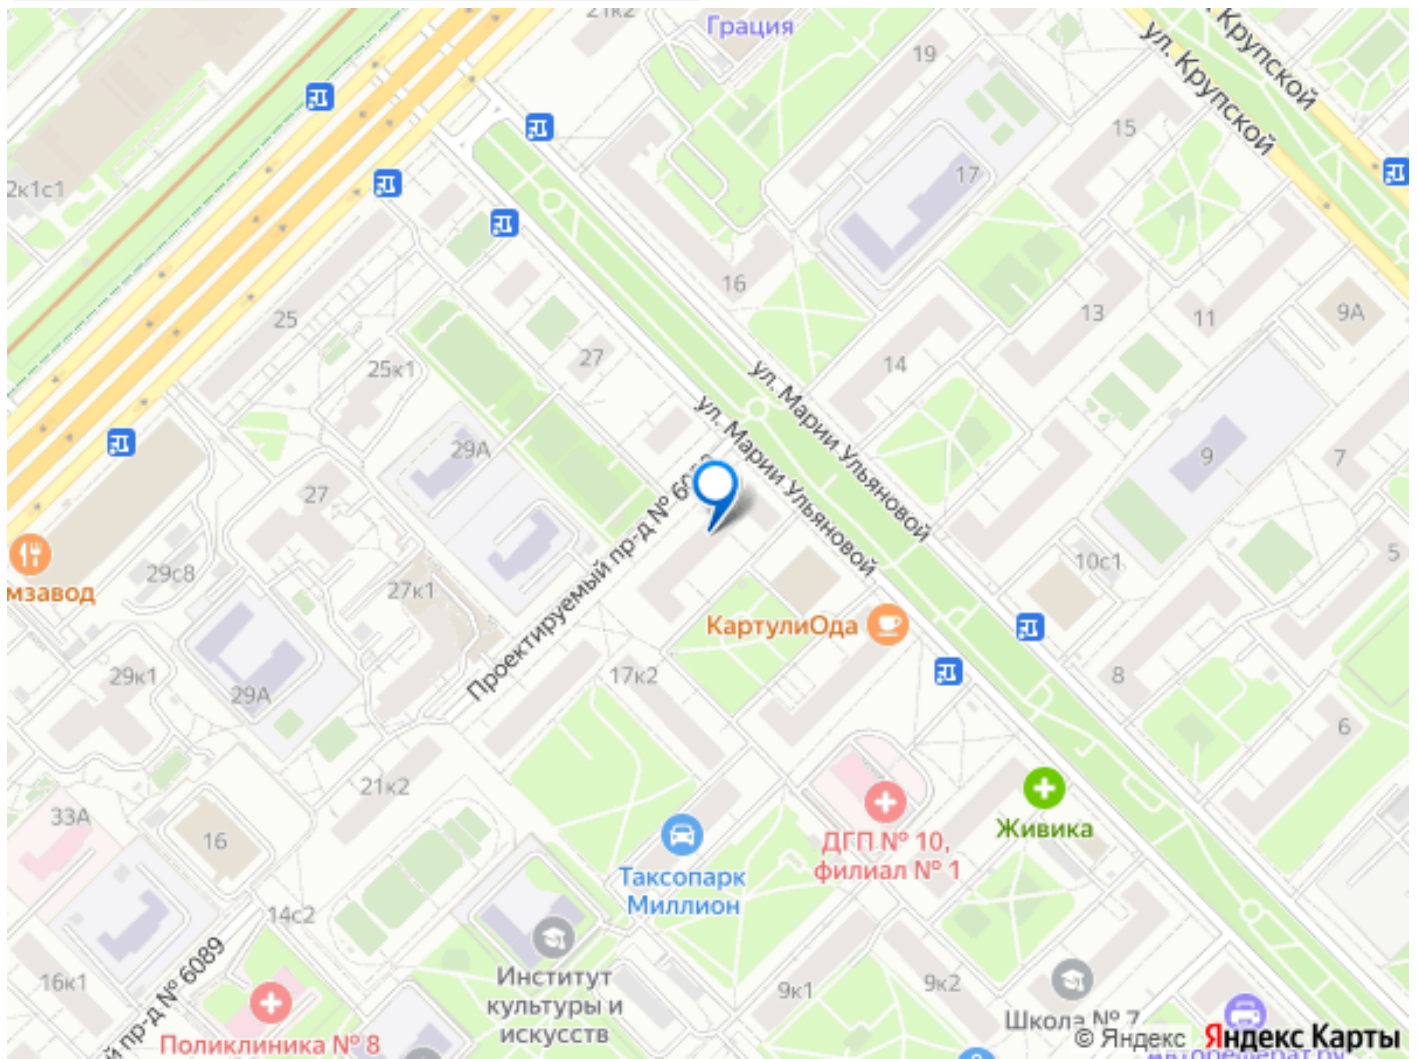 21к2
Грация
ул. Крупской
ул. Крупской
19
15
17
2к1с1
16
25
13
11
9А
27
25к1
14
ул. Марии Ульяновой
ул. Марии Ульяновой
29А
9
7
27
Проектируемый пр-д №
10с1
5
29с8
мзавод
27к1
КартулиОда
29к1
29А
17к2
8
6
21к2
33А
16
Живика
ДГП № 10,
филиал № 1
Таксопарк
Миллион
14с2
й пр-д № 6089
16к1
Институт
культуры и
искусств
9к1
9к2
Школа № 7
Поликлиника № 8
© Яндекс Яндекс Карты